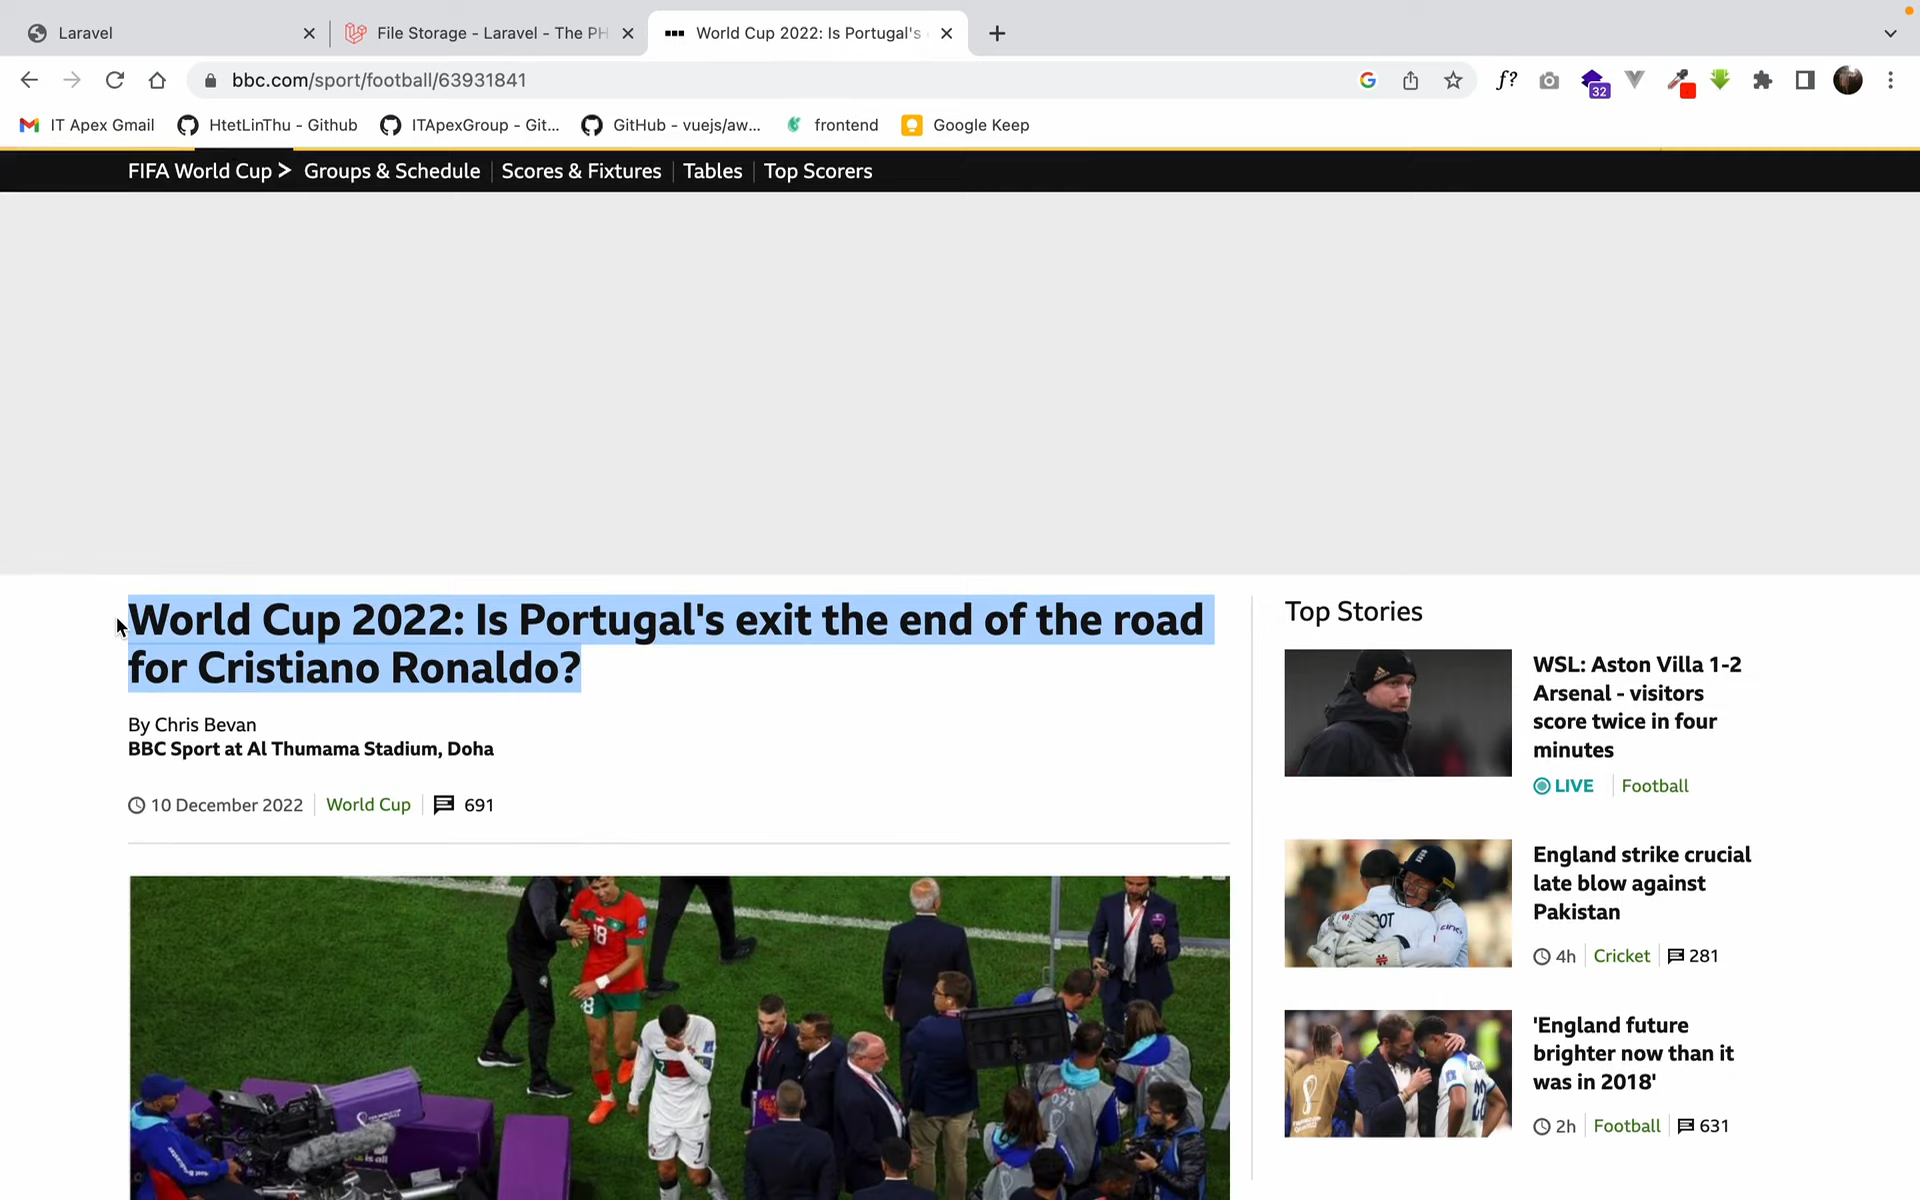 Laravel
File Storage - Laravel - The PH
World Cup 2022: Is Portugal's
bbc.com/sport/football/63931841
f?
32
IT Apex Gmail
HtetLinThu - Github
ITApexGroup - Git...
GitHub - vuejs/aw...
frontend
Google Keep
FIFA World Cup > Groups & Schedule Scores & Fixtures Tables Top Scorers
World Cup 2022: Is Portugal's exit the end of the road
for Cristiano Ronaldo?
By Chris Bevan
BBC Sport at Al Thumama Stadium, Doha
10 December 2022 World Cup 691
18
7
Top Stories
WSL: Aston Villa 1-2
Arsenal - visitors
score twice in four
minutes
LIVE Football
England strike crucial
late blow against
Pakistan
4h Cricket 281
'England future
brighter now than it
was in 2018'
2h Football 631